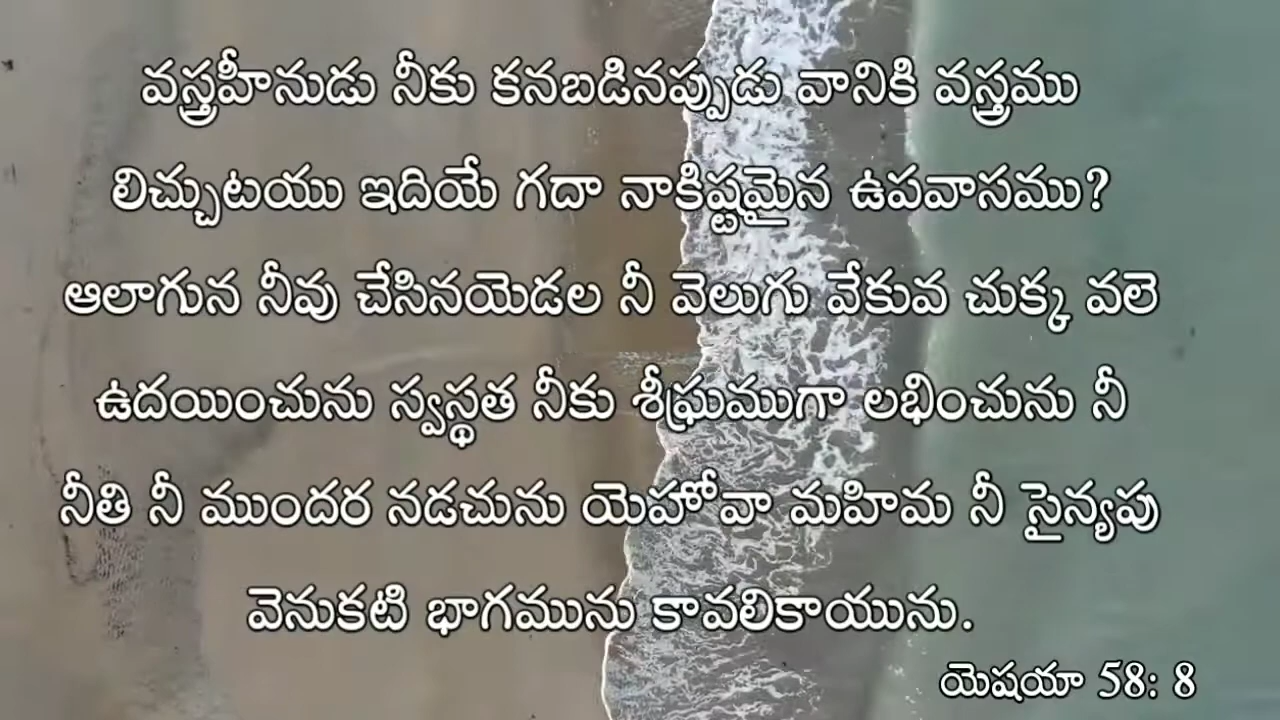 వస్త్రహీనుడు నీకు కనబడినప్పుడు వానికి వస్త్రము
లిచ్చుటయు ఇదియే గదా నాకిష్టమైన ఉపవాసము?
ఆలాగున నీవు చేసినయెడల నీ వెలుగు వేకువ చుక్క వలె
ఉదయించును స్వస్థత నీకు శీఘ్రముగా లభించును నీ
నీతి నీ ముందర నడచును యెహోవా మహిమ నీ సైన్యపు
వెనుకటి భాగమును కావలికాయును.
యెషయా 58: 8